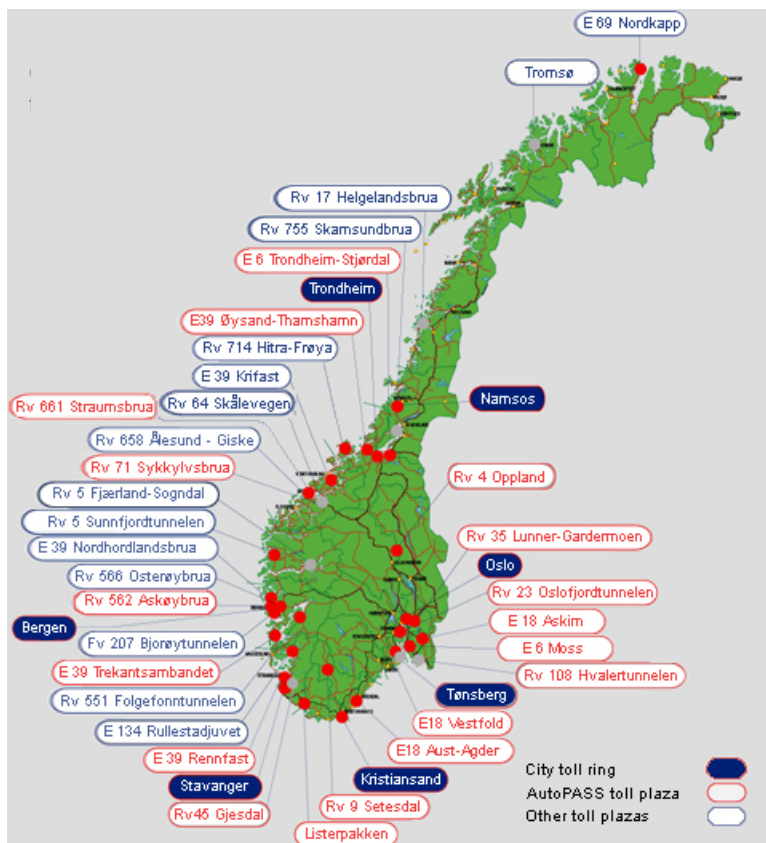 E 69 Nordkapp
Tromsø
Rv 17 Helgelandsbrua
Rv 755 Skarnsundbrua
E 6 Trondheim-Stjørdal
Trondheim
E39 Øysand-Thamshamn
Rv 714 Hitra-Frøya
E 39 Krifast
Rv 64 Skålevegen
Namsos
Rv 661 Straumsbrua
Rv 658 Ålesund - Giske
Rv 71 Sykkylvsbrua
Rv 4 Oppland
Rv 5 Fjærland-Sogndal
Rv 5 Sunnfjordtunnelen
Rv 35 Lunner-Gardermoen
E 39 Nordhordlandsbrua
Oslo
Rv 566 Osterøybrua
Rv 23 Oslofjordtunnelen
Rv 562 Askøybrua
E 18 Askim
Bergen
Fv 207 Bjorøytunnelen
E 6 Moss
E 39 Trekantsambandet
Rv 108 Hvalertunnelen
Rv 551 Folgefonntunnelen
Tønsberg
E 134 Rullestadjuvet
E18 Vestfold
E 39 Rennfast
E18 Aust-Agder
Stavanger
Kristiansand
Rv45 Gjesdal
Rv 9 Setesdal
Listerpakken
City toll ring
AutoPASS toll plaza
Other toll plazas